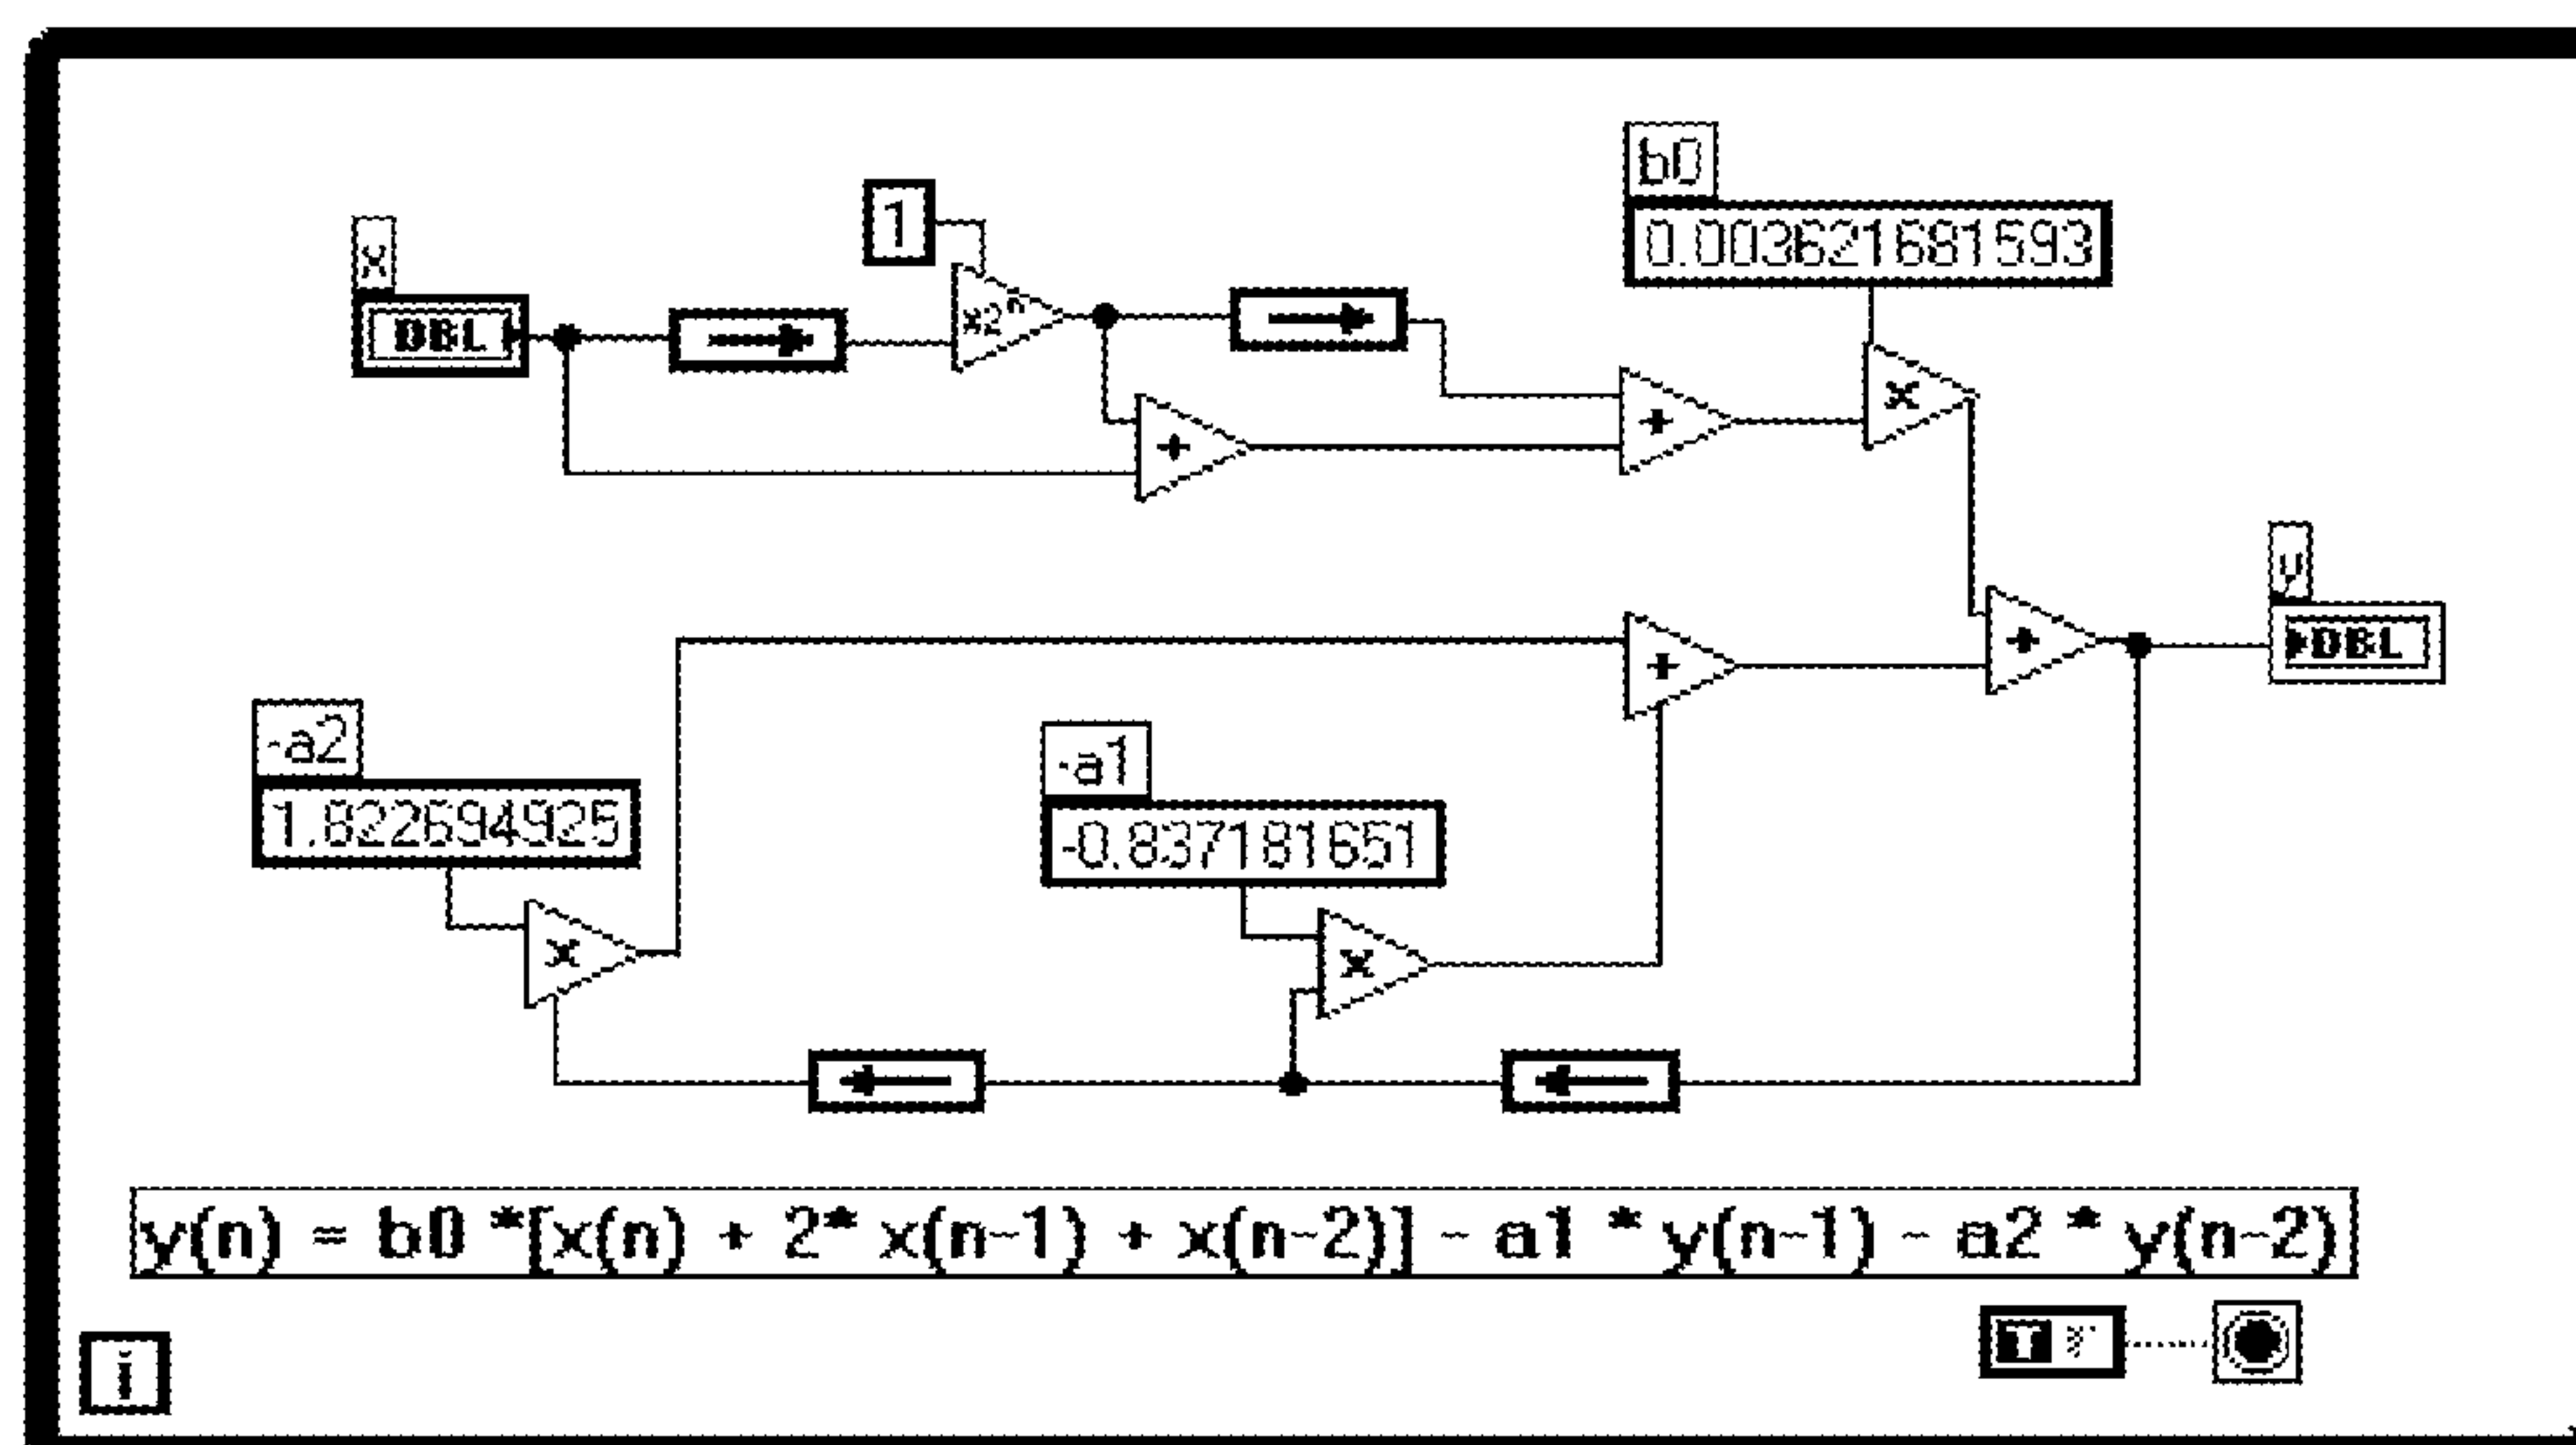 b0
1
0.003621681593
x
DBL
x2ⁿ
x
+
+
y
DBL
+
+
-a2
-a1
1.822694925
-0.837181651
x
x
y(n) = b0 *[x(n) + 2* x(n-1) + x(n-2)] - a1 * y(n-1) - a2 * y(n-2)
T F
i